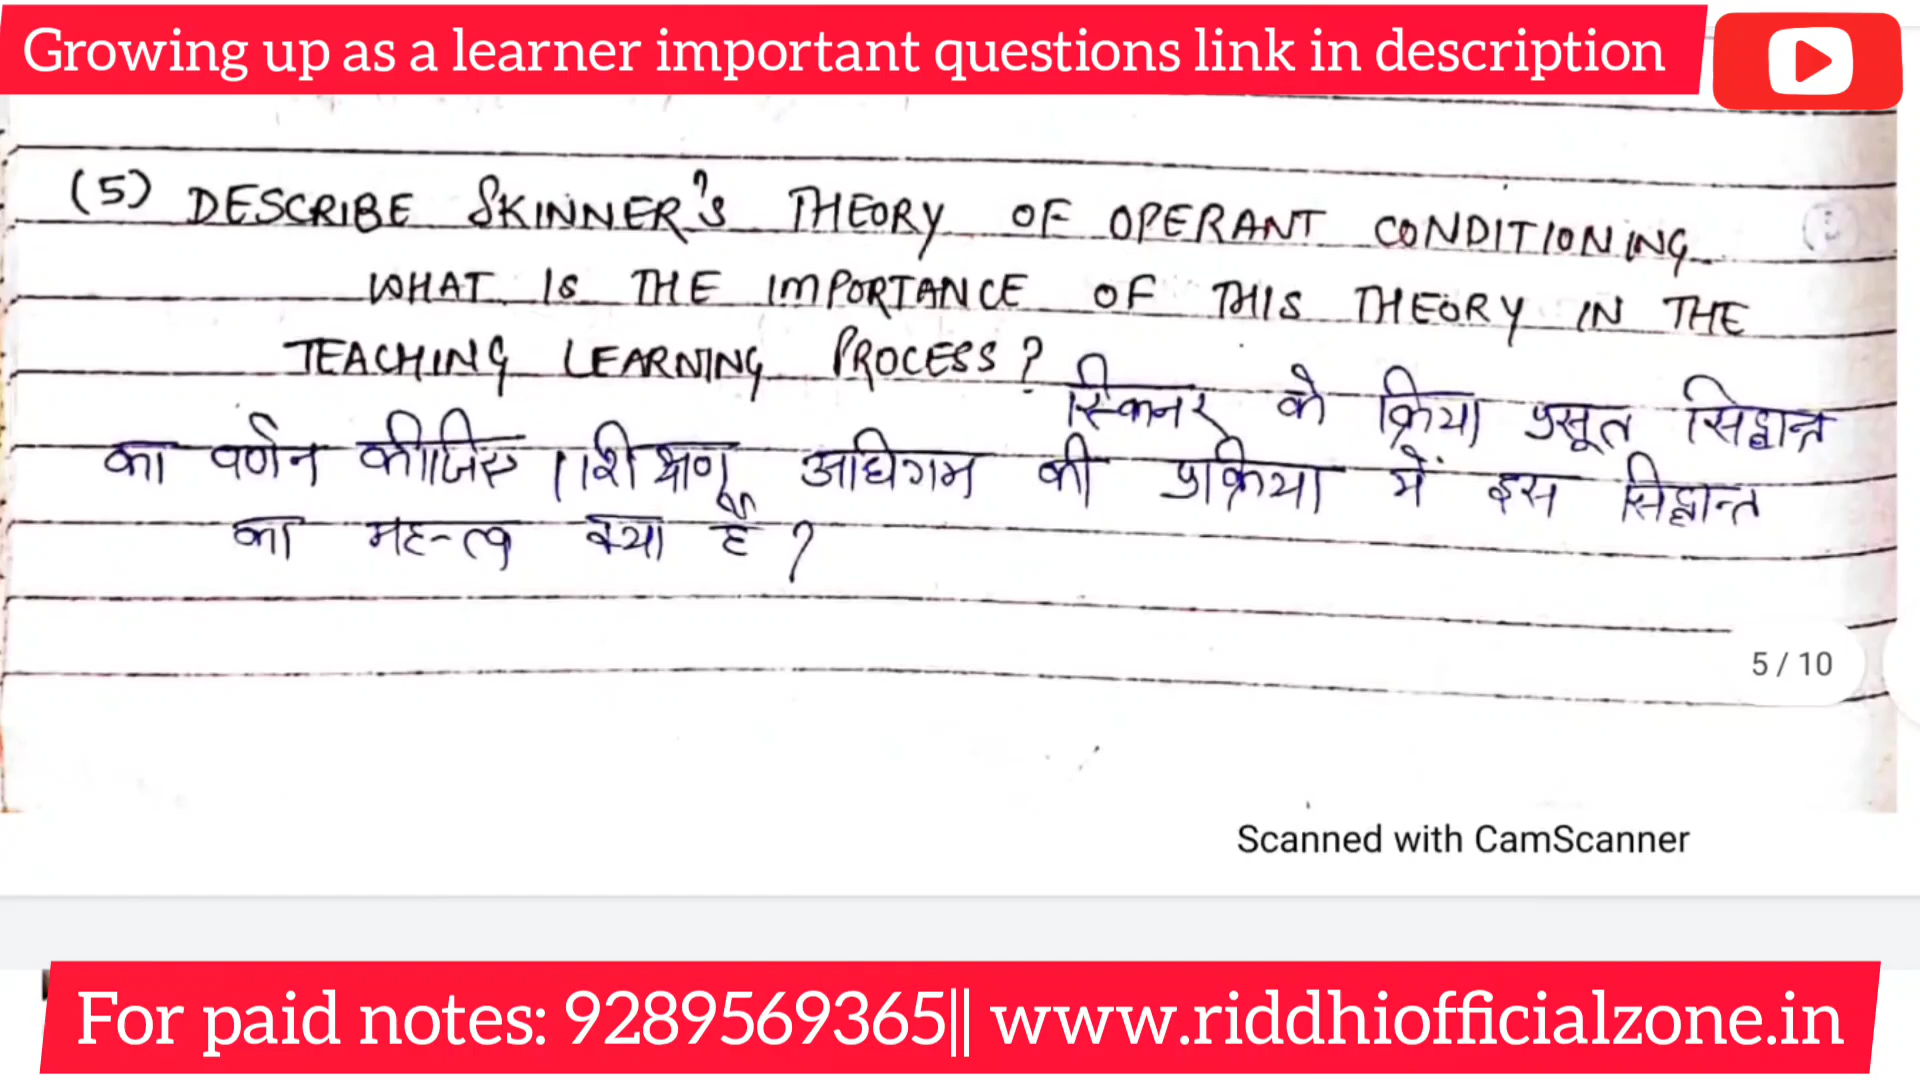 Growing up as a learner important questions link in description
(5) DESCRIBE SKINNER'S THEORY OF OPERANT CONDITIONING
WHAT IS THE IMPORTANCE OF THIS THEORY IN THE
TEACHING LEARNING PROCESS?
स्किनर के क्रिया प्रसूत सिद्धान्त
का वर्णन कीजिए । शिक्षण अधिगम की प्रक्रिया में इस सिद्धान्त
का महत्व क्या है ?
5 / 10
Scanned with CamScanner
For paid notes: 9289569365|| www.riddhiofficialzone.in